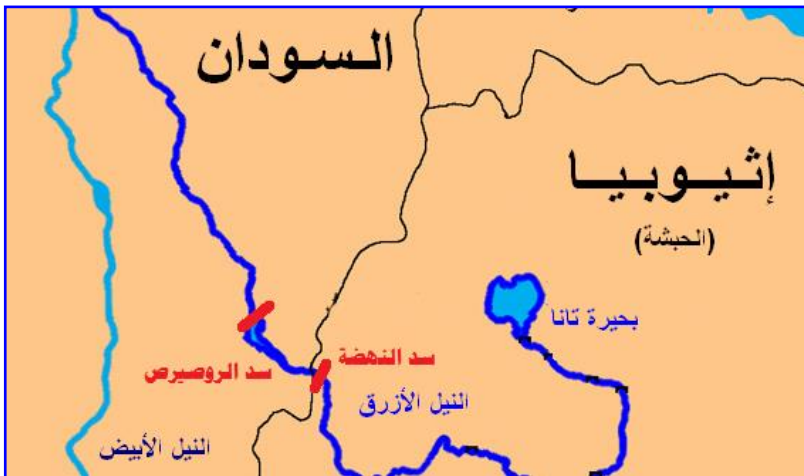 السودان
إثيوبيا
(الحبشة)
بحيرة تانا
سد النهضة
سد الروصيرص
النيل الأزرق
النيل الأبيض